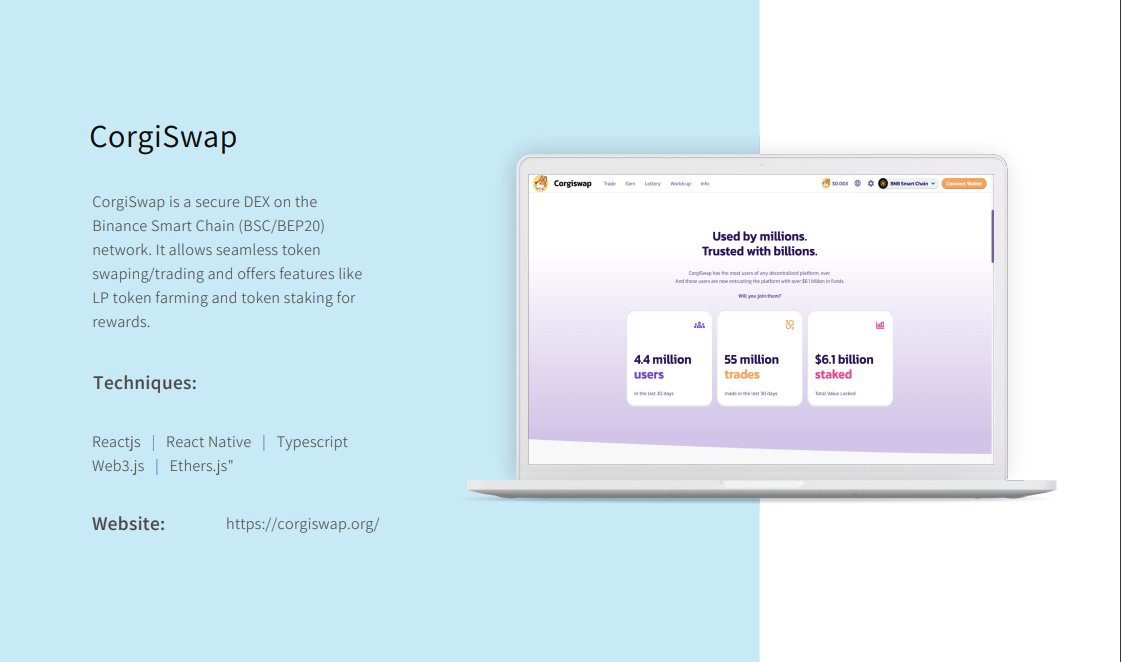 CorgiSwap
CorgiSwap is a secure DEX on the
Binance Smart Chain (BSC/BEP20)
network. It allows seamless token
swaping/trading and offers features like
LP token farming and token staking for
rewards.
Techniques:
Reactjs | React Native | Typescript
Web3.js | Ethers.js"
Website: https://corgiswap.org/
Corgiswap Trade Earn Lottery Worldcup Info $0.003 BNB Smart Chain Connect Wallet
Used by millions.
Trusted with billions.
CorgiSwap has the most users of any decentralized platform, ever.
And those users are now entrusting the platform with over $6.1 billion in funds.
Will you join them?
4.4 million
users
in the last 30 days
55 million
trades
made in the last 30 days
$6.1 billion
staked
Total Value Locked